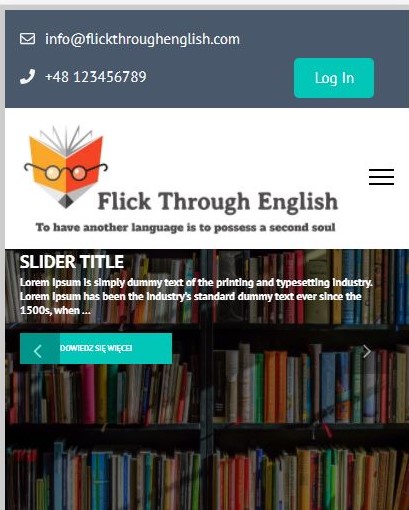 info@flickthroughenglish.com
+48 123456789
Log In
Flick Through English
To have another language is to possess a second soul
SLIDER TITLE
Lorem Ipsum is simply dummy text of the printing and typesetting industry.
Lorem Ipsum has been the industry's standard dummy text ever since the
1500s, when ...
DOWIEDZ SIĘ WIĘCEJ